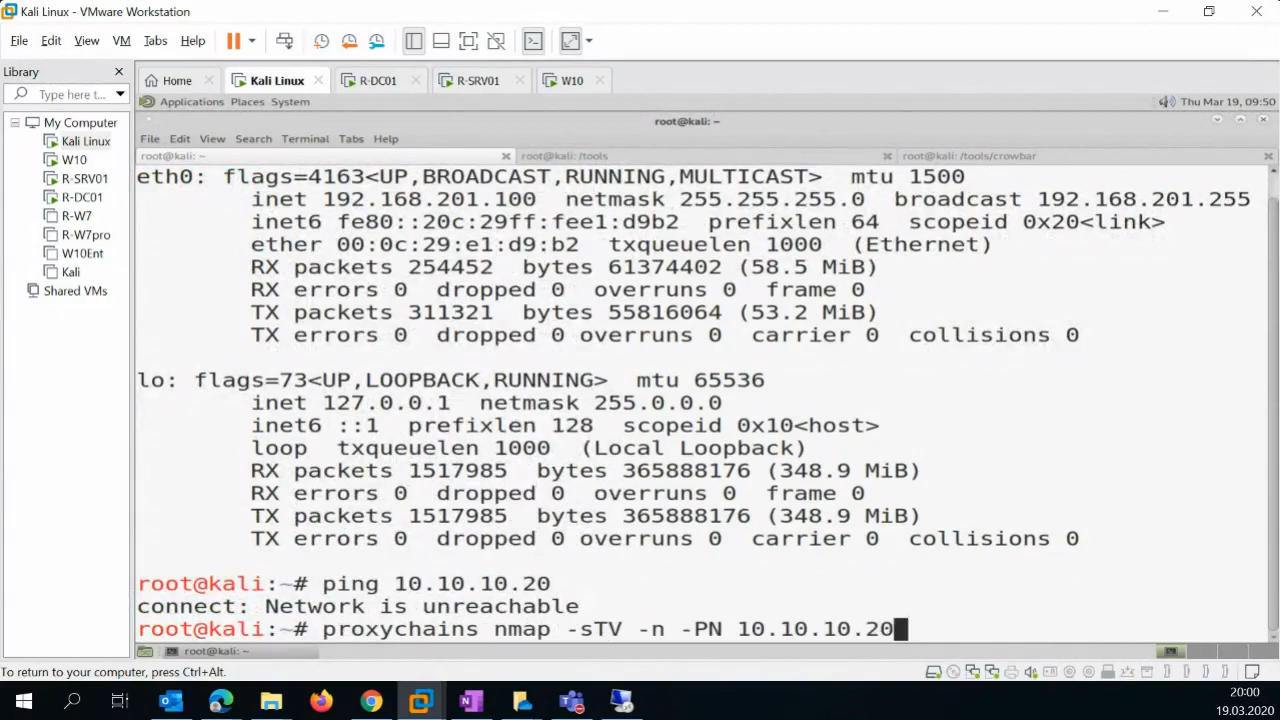 Kali Linux - VMware Workstation
File Edit View VM Tabs Help
Library
Type here t...
My Computer
Kali Linux
W10
R-SRV01
R-DC01
R-W7
R-W7pro
W10Ent
Kali
Shared VMs
Home Kali Linux R-DC01 R-SRV01 W10
Applications Places System Thu Mar 19, 09:50
root@kali: ~
File Edit View Search Terminal Tabs Help
root@kali: ~ root@kali: /tools root@kali: /tools/crowbar
eth0: flags=4163<UP,BROADCAST,RUNNING,MULTICAST> mtu 1500
inet 192.168.201.100 netmask 255.255.255.0 broadcast 192.168.201.255
inet6 fe80::20c:29ff:fee1:d9b2 prefixlen 64 scopeid 0x20<link>
ether 00:0c:29:e1:d9:b2 txqueuelen 1000 (Ethernet)
RX packets 254452 bytes 61374402 (58.5 MiB)
RX errors 0 dropped 0 overruns 0 frame 0
TX packets 311321 bytes 55816064 (53.2 MiB)
TX errors 0 dropped 0 overruns 0 carrier 0 collisions 0
lo: flags=73<UP,LOOPBACK,RUNNING> mtu 65536
inet 127.0.0.1 netmask 255.0.0.0
inet6 ::1 prefixlen 128 scopeid 0x10<host>
loop txqueuelen 1000 (Local Loopback)
RX packets 1517985 bytes 365888176 (348.9 MiB)
RX errors 0 dropped 0 overruns 0 frame 0
TX packets 1517985 bytes 365888176 (348.9 MiB)
TX errors 0 dropped 0 overruns 0 carrier 0 collisions 0
root@kali:~# ping 10.10.10.20
connect: Network is unreachable
root@kali:~# proxychains nmap -sTV -n -PN 10.10.10.20
root@kali: ~
To return to your computer, press Ctrl+Alt.
20:00
19.03.2020